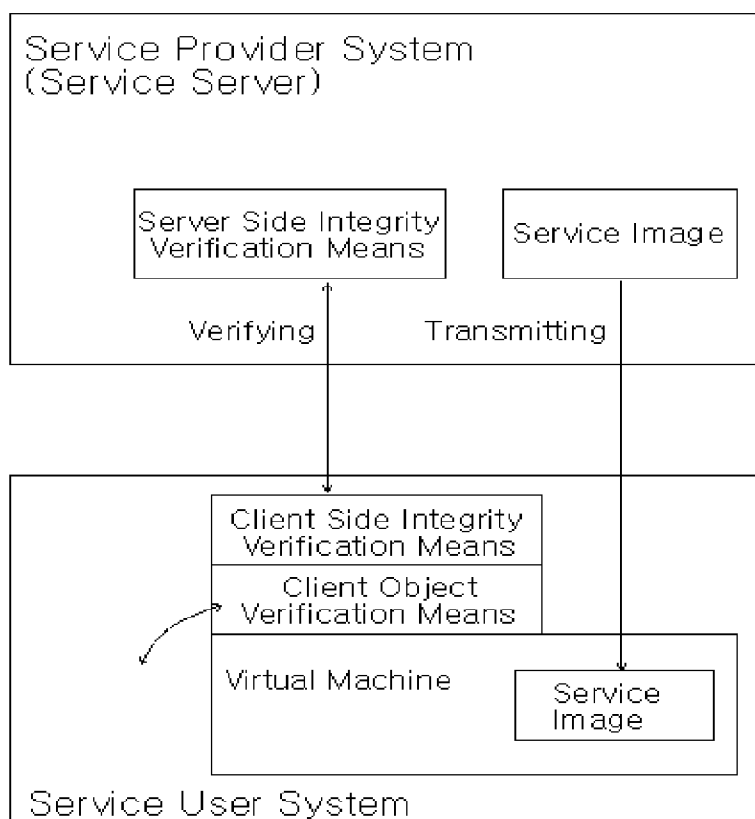 Service Provider System
(Service Server)
Server Side Integrity
Verification Means
Service Image
Verifying
Transmitting
Client Side Integrity
Verification Means
Client Object
Verification Means
Virtual Machine
Service
Image
Service User System